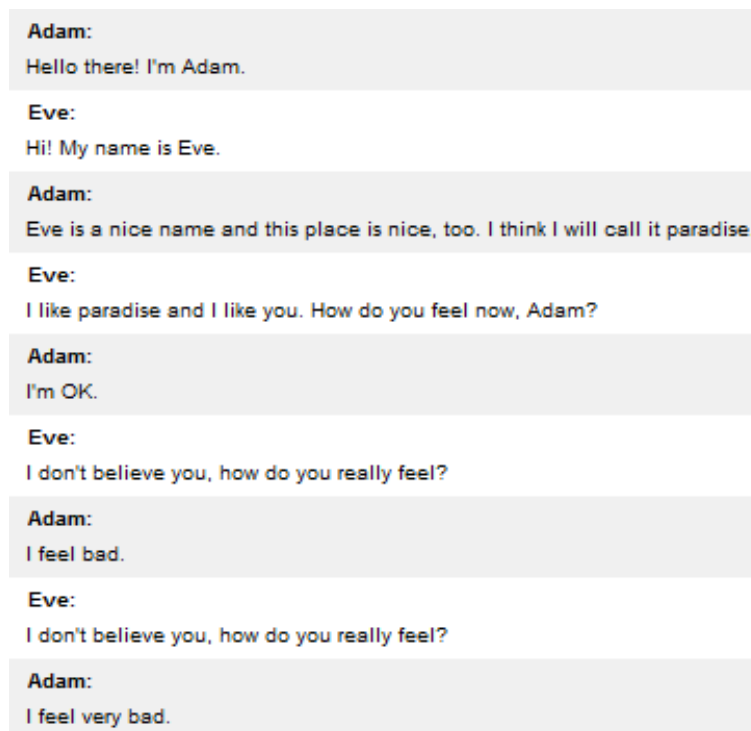 Adam:
Hello there! I'm Adam.
Eve:
Hi! My name is Eve.
Adam:
Eve is a nice name and this place is nice, too. I think I will call it paradise
Eve:
I like paradise and I like you. How do you feel now, Adam?
Adam:
I'm OK.
Eve:
I don't believe you, how do you really feel?
Adam:
I feel bad.
Eve:
I don't believe you, how do you really feel?
Adam:
I feel very bad.